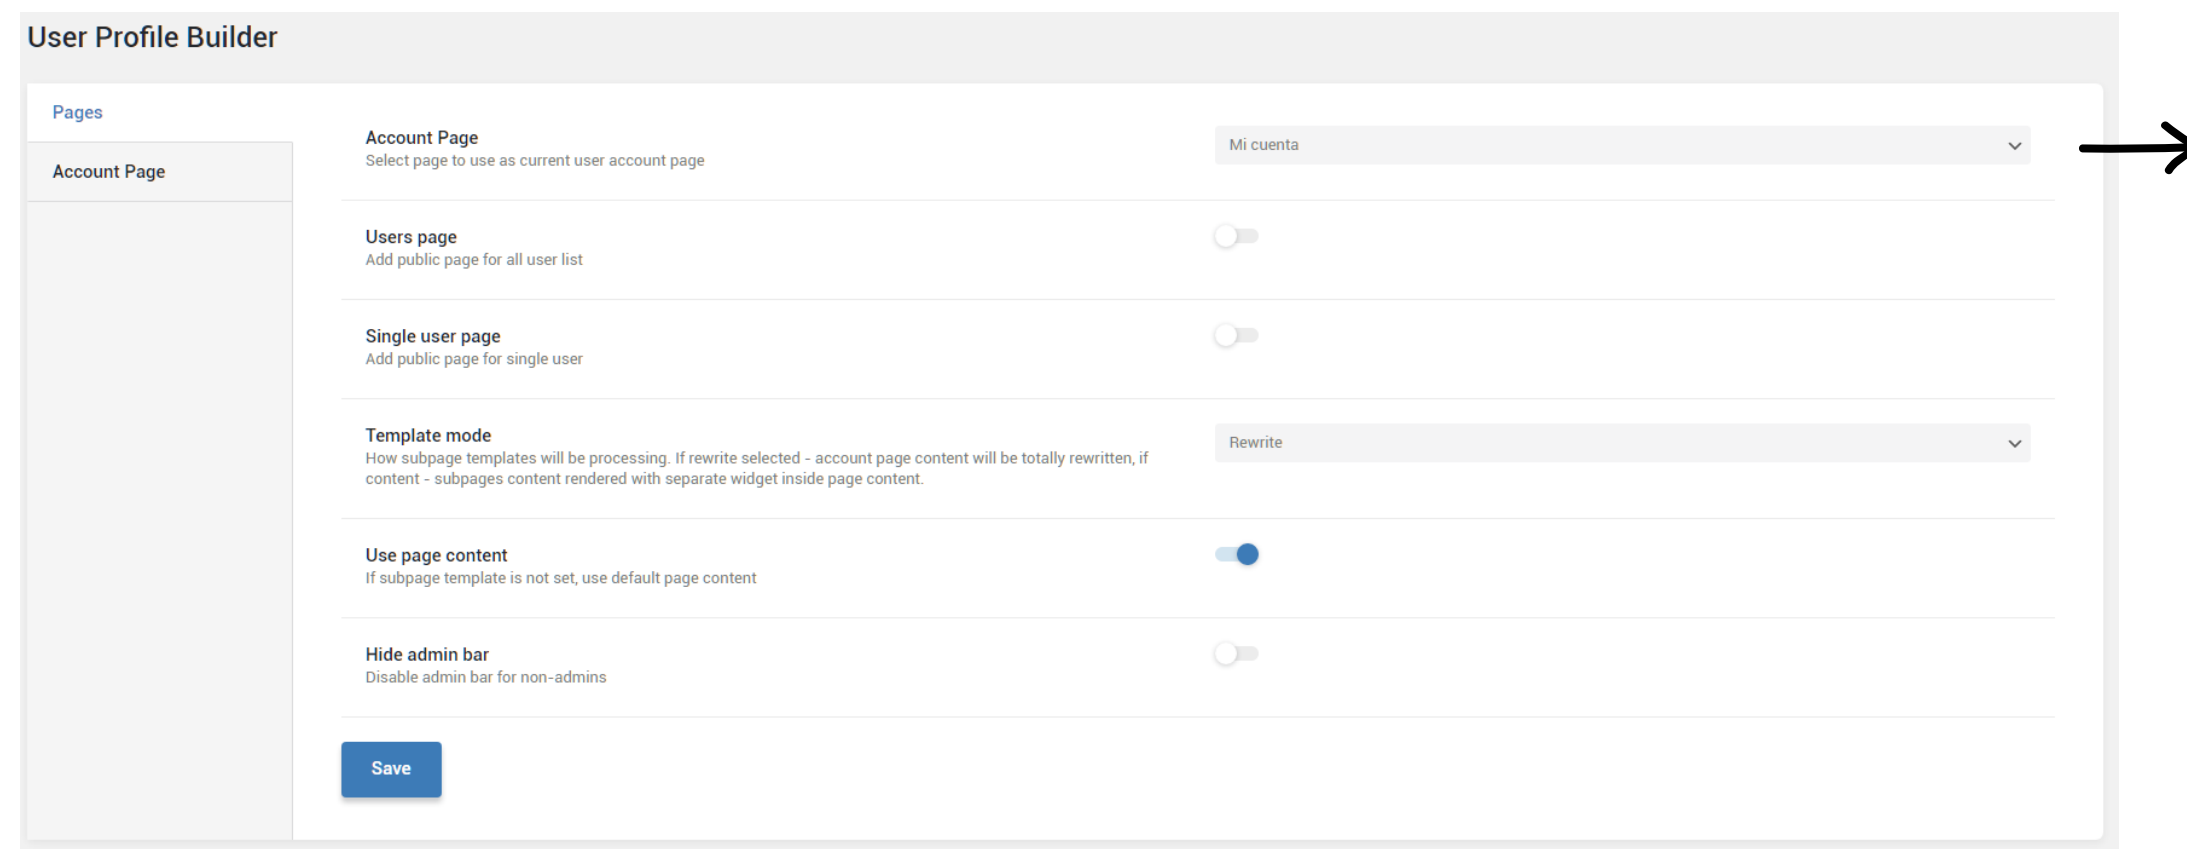 User Profile Builder
Pages
Account Page
Account Page
Select page to use as current user account page
Mi cuenta
Users page
Add public page for all user list
Single user page
Add public page for single user
Template mode
How subpage templates will be processing. If rewrite selected - account page content will be totally rewritten, if
content - subpages content rendered with separate widget inside page content.
Rewrite
Use page content
If subpage template is not set, use default page content
Hide admin bar
Disable admin bar for non-admins
Save